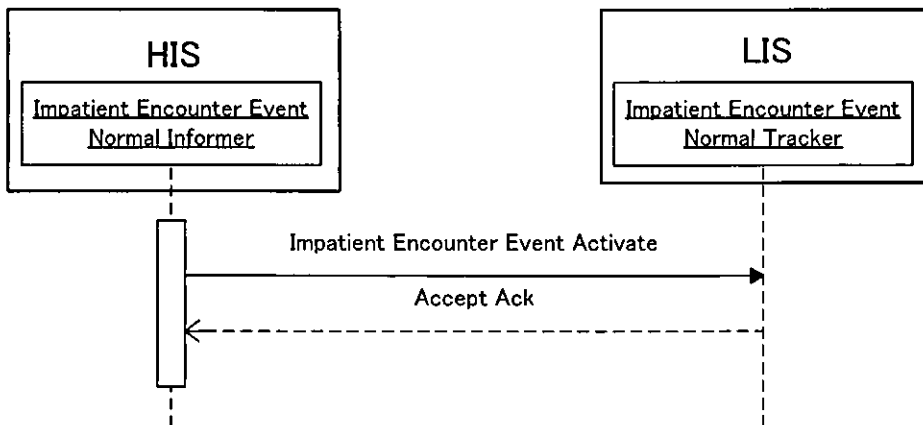 HIS
Impatient Encounter Event
Normal Informer
LIS
Impatient Encounter Event
Normal Tracker
Impatient Encounter Event Activate
Accept Ack